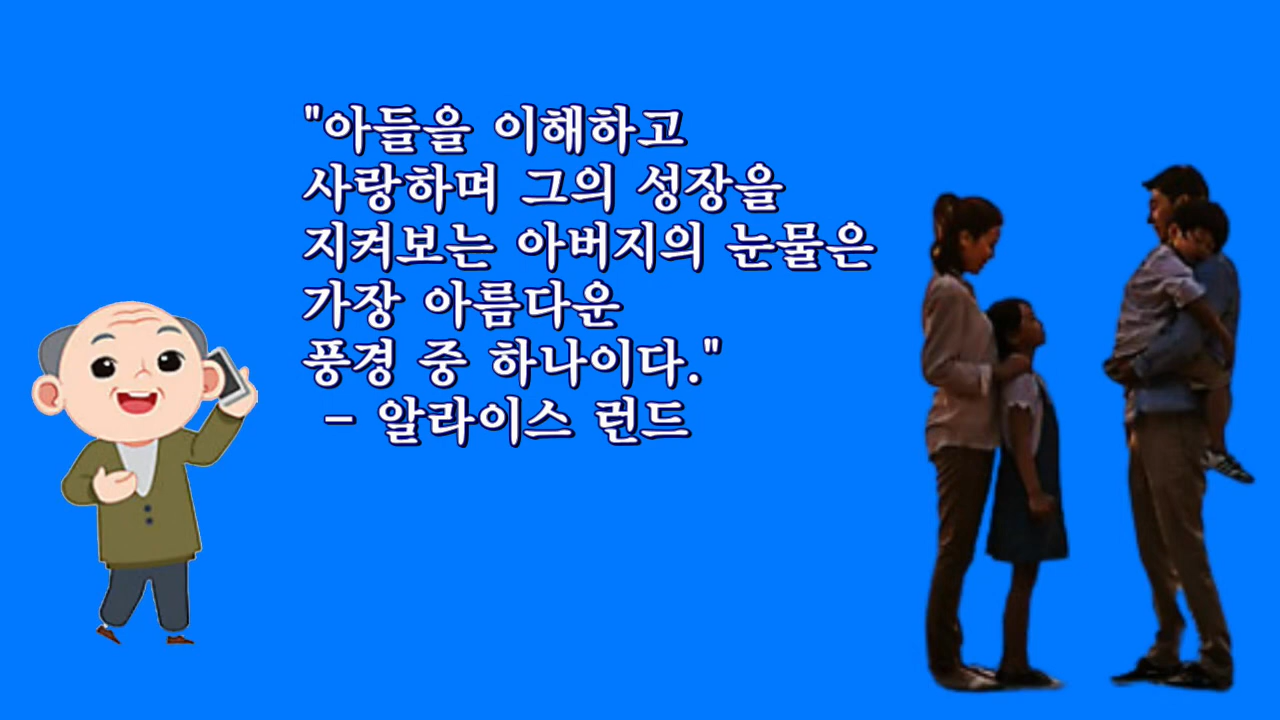 "아들을 이해하고
사랑하며 그의 성장을
지켜보는 아버지의 눈물은
가장 아름다운
풍경 중 하나이다."
- 알라이스 런드